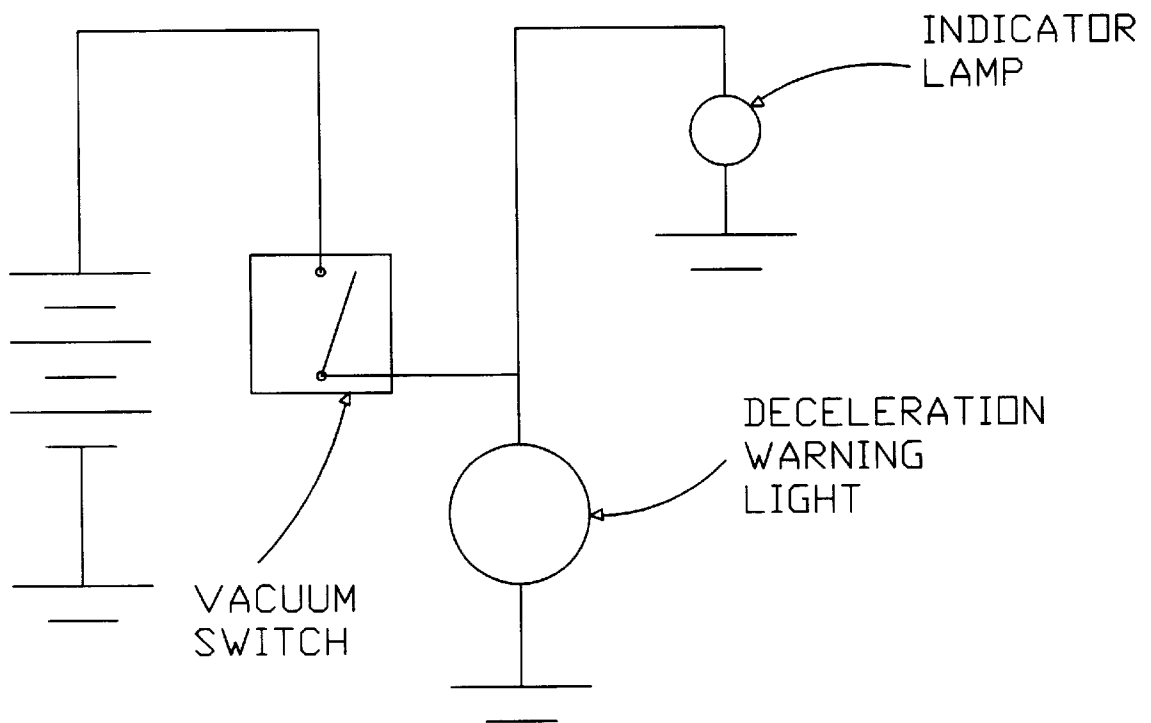 INDICATOR
LAMP
DECELERATION
WARNING
LIGHT
VACUUM
SWITCH